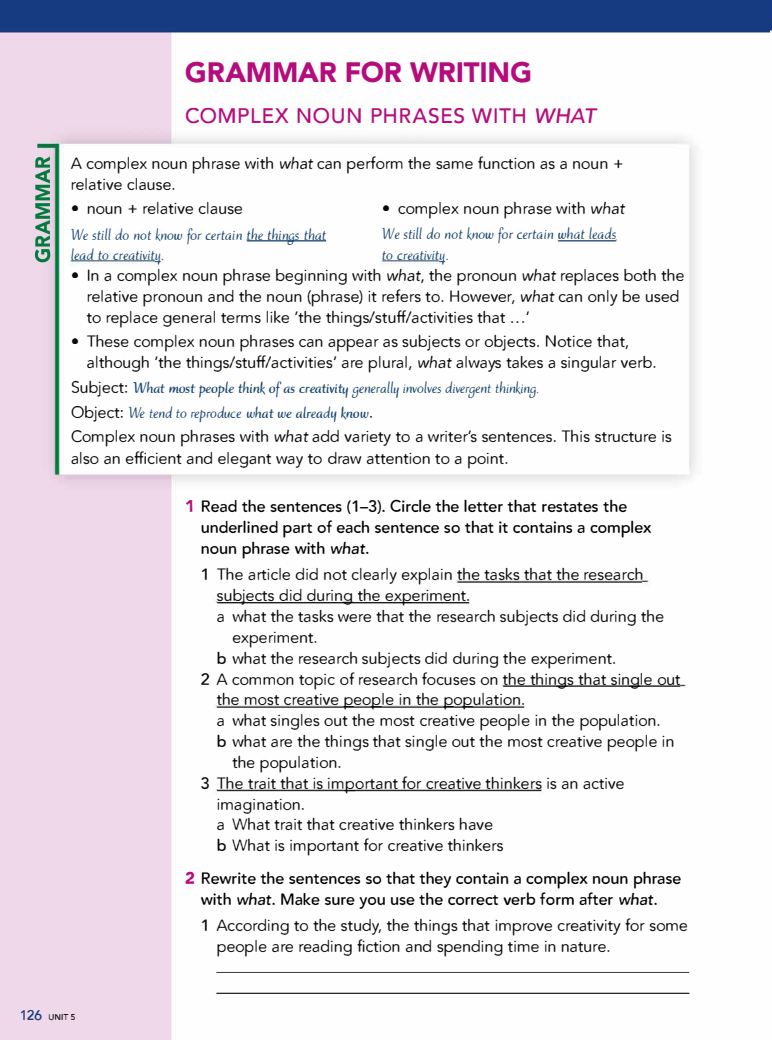 GRAMMAR FOR WRITING
COMPLEX NOUN PHRASES WITH WHAT
GRAMMAR
A complex noun phrase with what can perform the same function as a noun +
relative clause.
• noun + relative clause
We still do not know for certain the things that
lead to creativity.
• complex noun phrase with what
We still do not know for certain what leads
to creativity.
• In a complex noun phrase beginning with what, the pronoun what replaces both the
relative pronoun and the noun (phrase) it refers to. However, what can only be used
to replace general terms like ‘the things/stuff/activities that …’
• These complex noun phrases can appear as subjects or objects. Notice that,
although ‘the things/stuff/activities’ are plural, what always takes a singular verb.
Subject: What most people think of as creativity generally involves divergent thinking.
Object: We tend to reproduce what we already know.
Complex noun phrases with what add variety to a writer’s sentences. This structure is
also an efficient and elegant way to draw attention to a point.
1 Read the sentences (1–3). Circle the letter that restates the
underlined part of each sentence so that it contains a complex
noun phrase with what.
1 The article did not clearly explain the tasks that the research
subjects did during the experiment.
a what the tasks were that the research subjects did during the
experiment.
b what the research subjects did during the experiment.
2 A common topic of research focuses on the things that single out
the most creative people in the population.
a what singles out the most creative people in the population.
b what are the things that single out the most creative people in
the population.
3 The trait that is important for creative thinkers is an active
imagination.
a What trait that creative thinkers have
b What is important for creative thinkers
2 Rewrite the sentences so that they contain a complex noun phrase
with what. Make sure you use the correct verb form after what.
1 According to the study, the things that improve creativity for some
people are reading fiction and spending time in nature.
126 UNIT 5